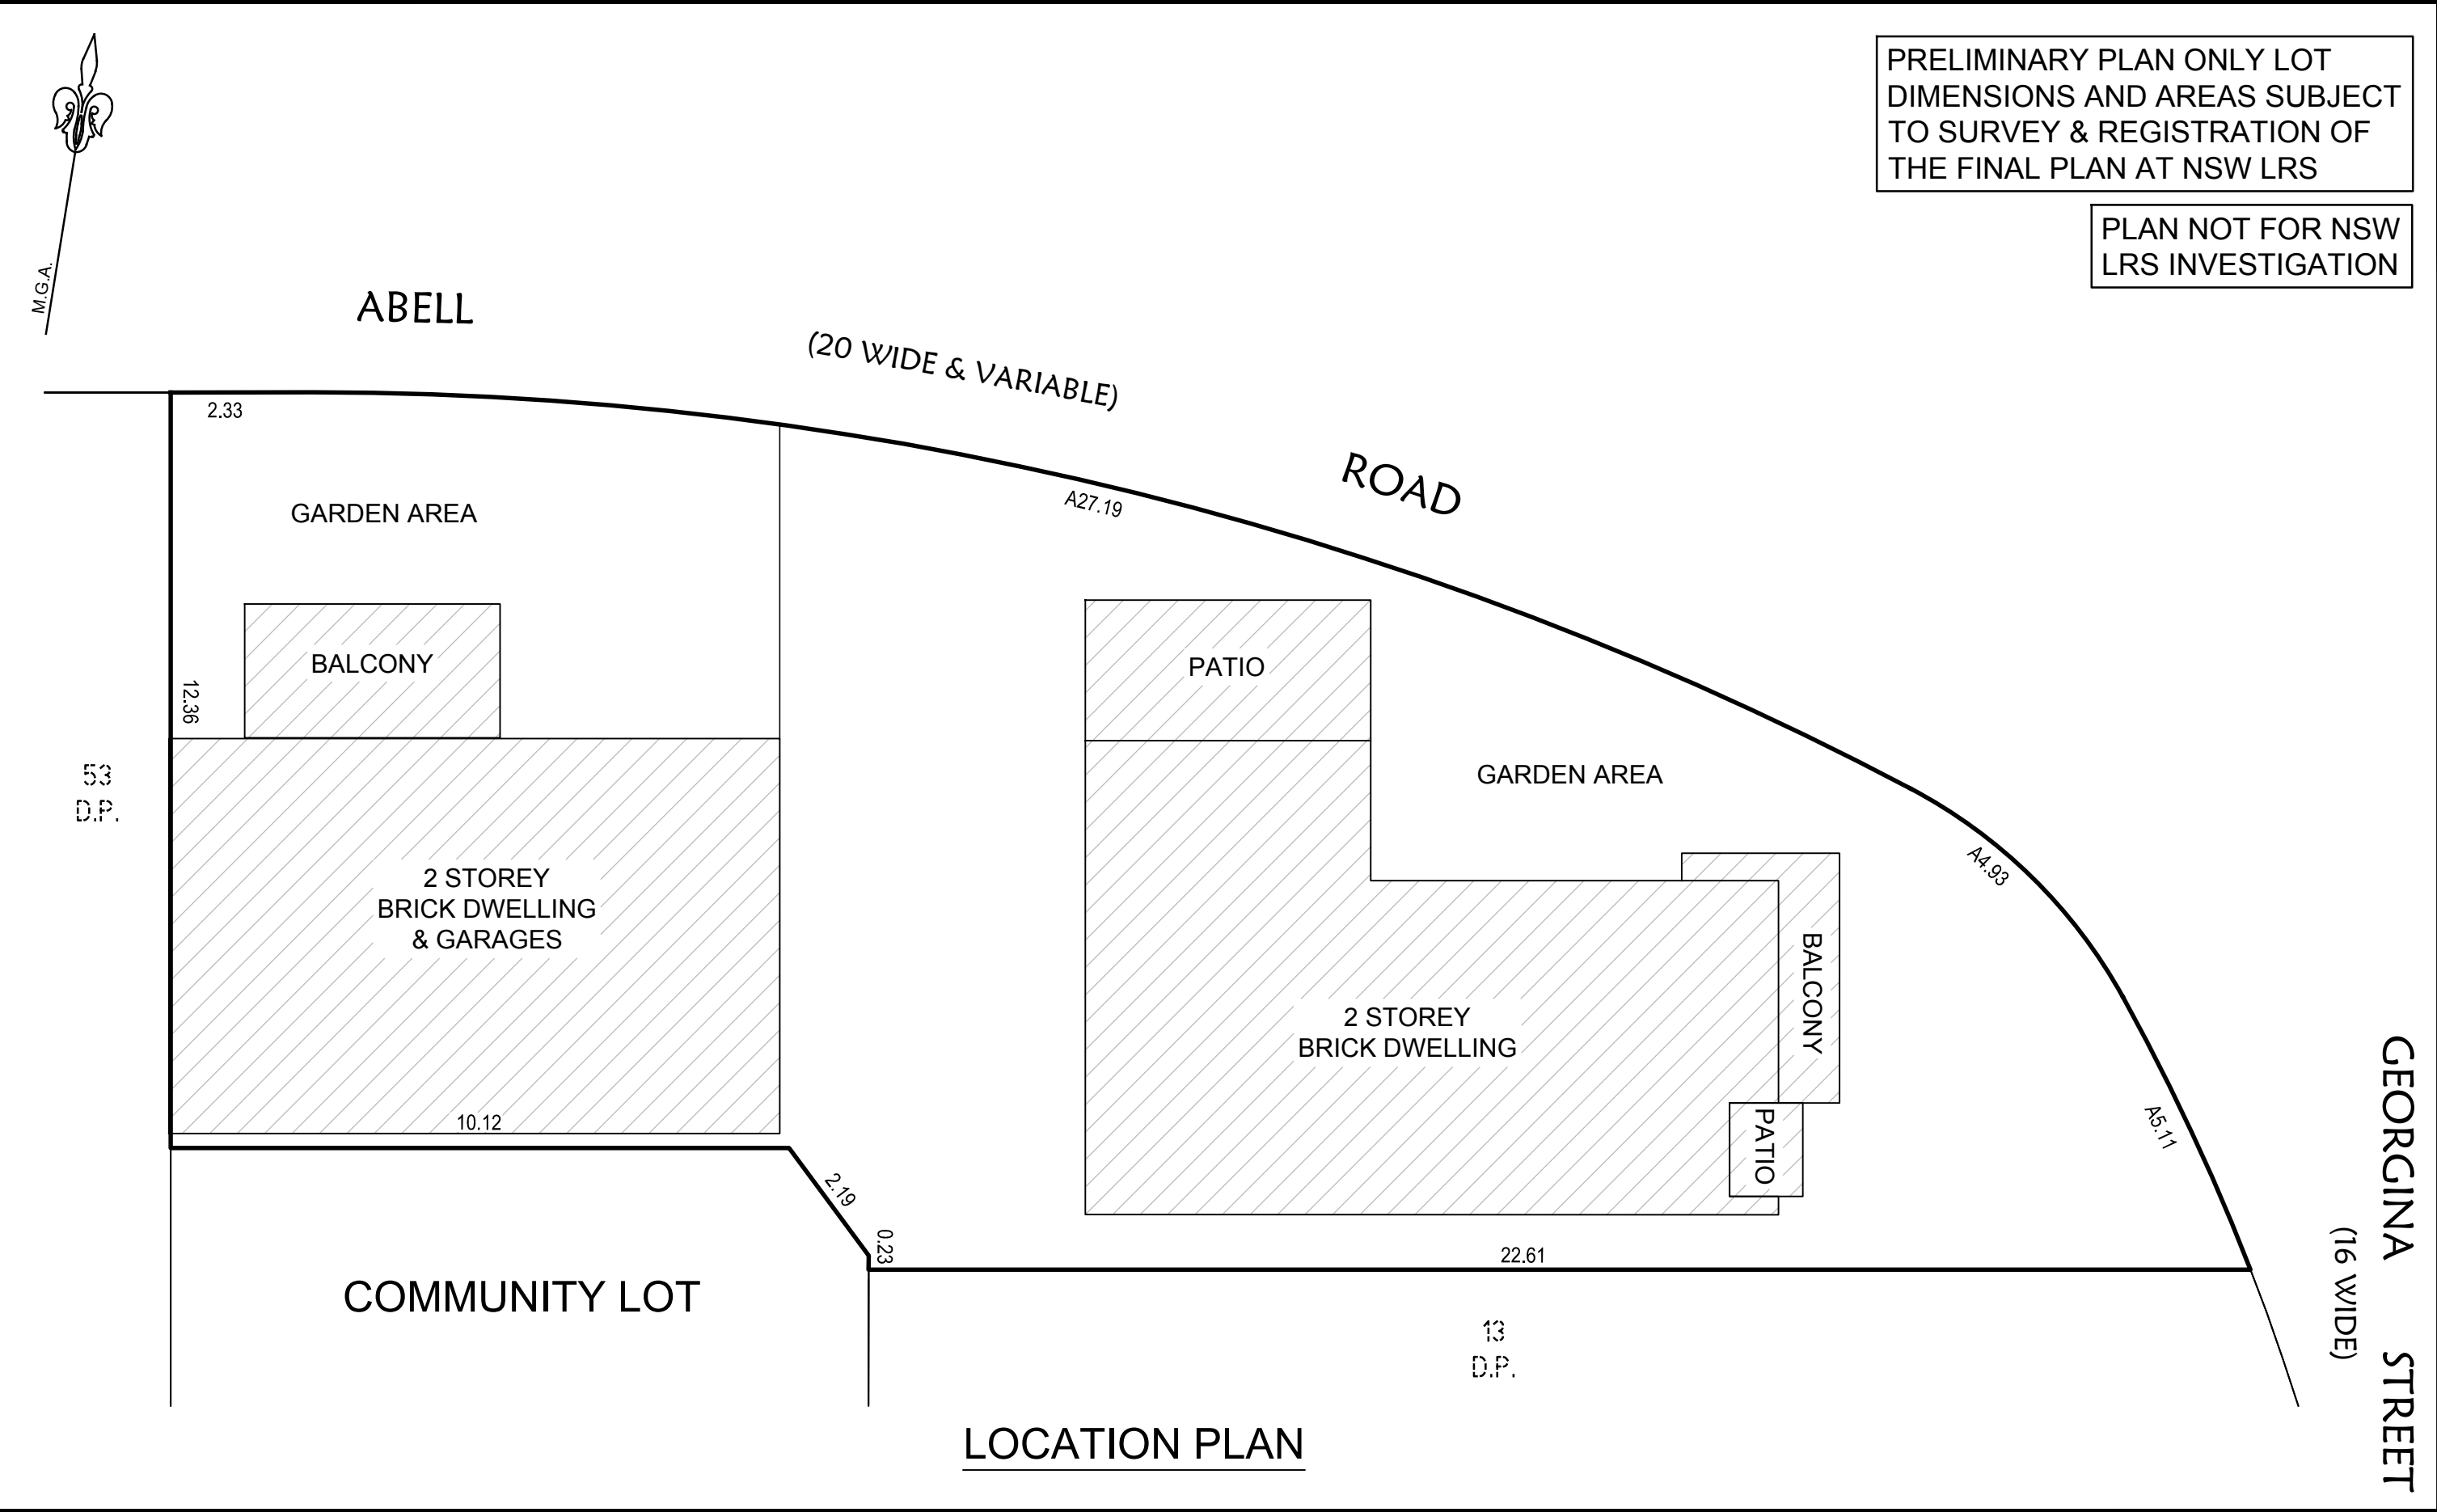 PRELIMINARY PLAN ONLY LOT
DIMENSIONS AND AREAS SUBJECT
TO SURVEY & REGISTRATION OF
THE FINAL PLAN AT NSW LRS
PLAN NOT FOR NSW
LRS INVESTIGATION
M.G.A.
ABELL
(20 WIDE & VARIABLE)
ROAD
2.33
A27.19
GARDEN AREA
BALCONY
PATIO
12.36
53
D.P.
GARDEN AREA
2 STOREY
BRICK DWELLING
& GARAGES
A4.93
BALCONY
2 STOREY
BRICK DWELLING
10.12
PATIO
A5.11
2.19
0.23
22.61
GEORGINA STREET
(16 WIDE)
COMMUNITY LOT
13
D.P.
LOCATION PLAN